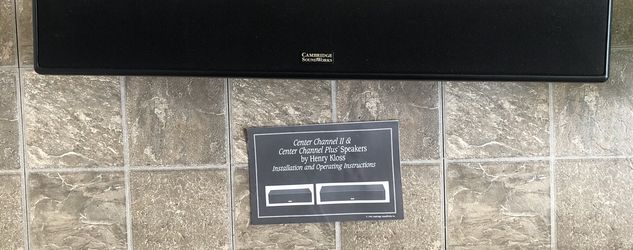 CAMBRIDGE
SOUNDWORKS
Center Channel II &
Center Channel Plus Speakers
by Henry Kloss
Installation and Operating Instructions